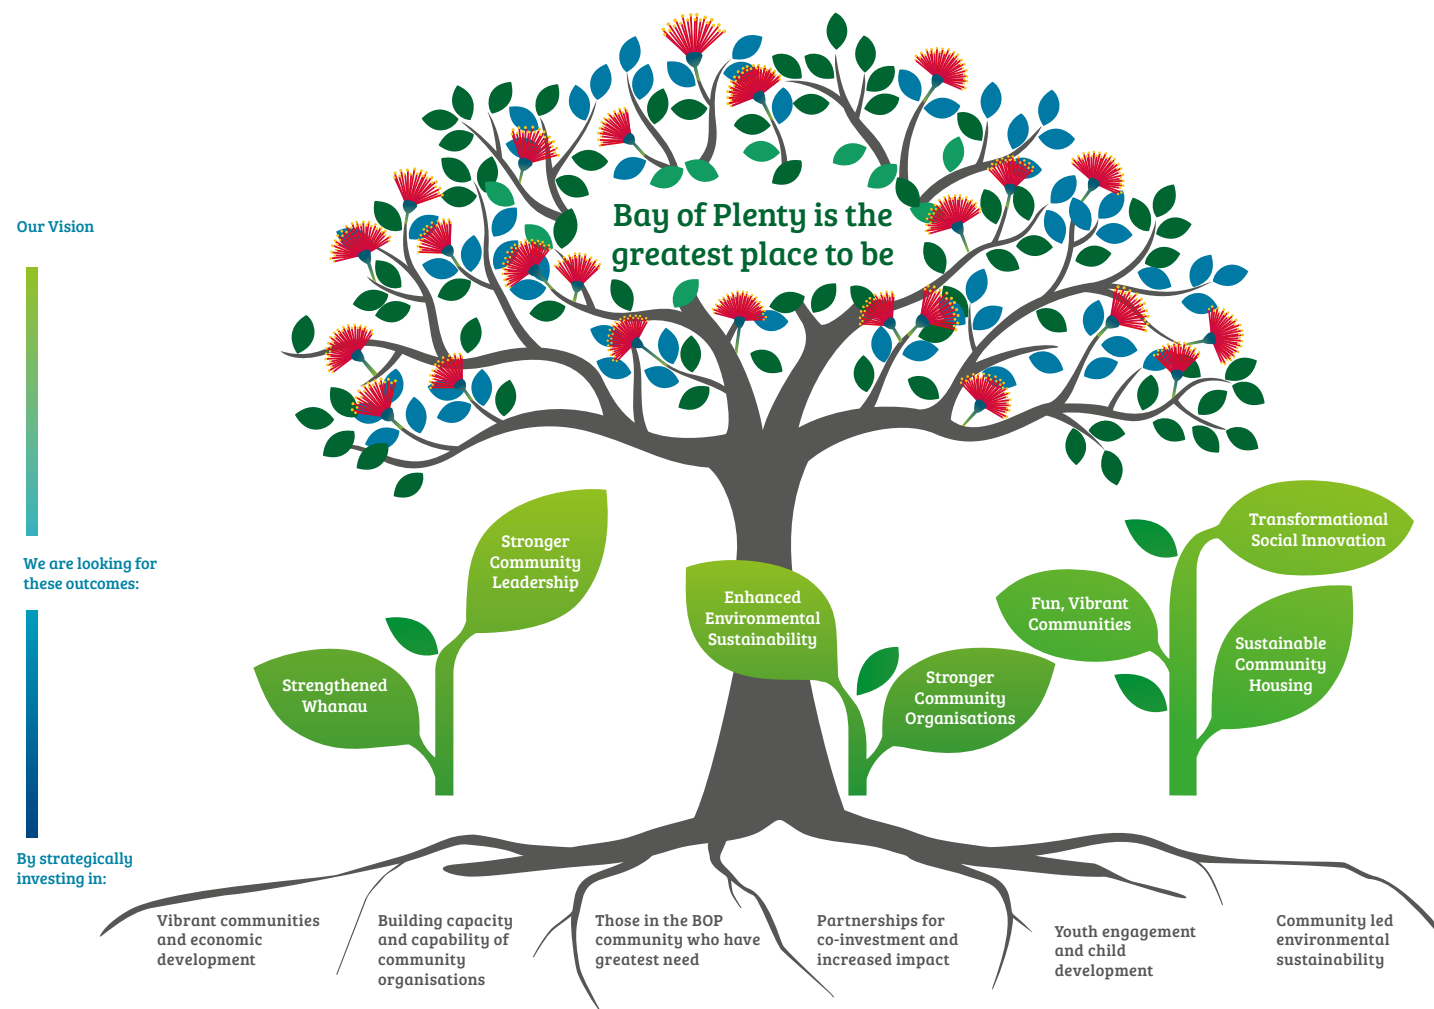 Bay of Plenty is the
greatest place to be
Our Vision
We are looking for
these outcomes:
Stronger
Community
Leadership
Strengthened
Whanau
Enhanced
Environmental
Sustainability
Stronger
Community
Organisations
Transformational
Social Innovation
Fun, Vibrant
Communities
Sustainable
Community
Housing
By strategically
investing in:
Vibrant communities
and economic
development
Building capacity
and capability of
community
organisations
Those in the BOP
community who have
greatest need
Partnerships for
co-investment and
increased impact
Youth engagement
and child
development
Community led
environmental
sustainability